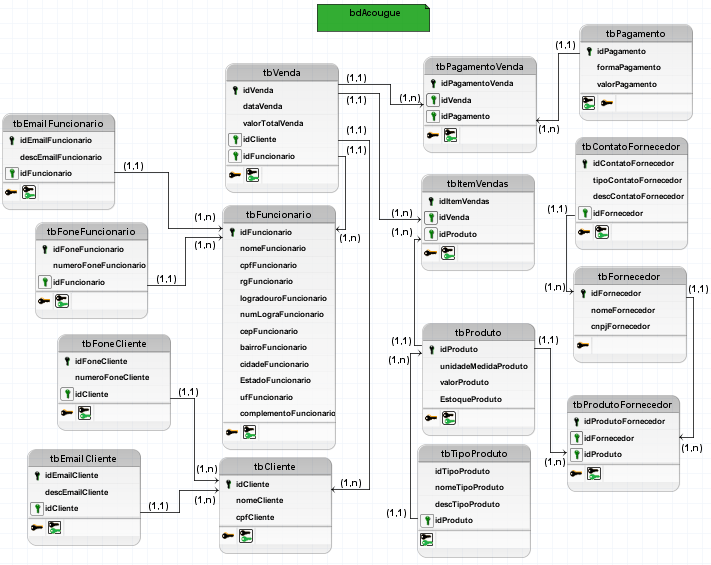 bdAcougue
tbPagamento
idPagamento
formaPagamento
valorPagamento
(1,1)
(1,n)
tbPagamentoVenda
idPagamentoVenda
idVenda
idPagamento
(1,n)
tbVenda
idVenda
dataVenda
valorTotalVenda
idCliente
idFuncionario
(1,1)
(1,1)
(1,1)
(1,1)
tbEmailFuncionario
idEmailFuncionario
descEmailFuncionario
idFuncionario
(1,1)
tbContatoFornecedor
idContatoFornecedor
tipoContatoFornecedor
descContatoFornecedor
idFornecedor
(1,1)
(1,n)
tbItemVendas
idItemVendas
idVenda
idProduto
(1,n)
(1,n)
tbFuncionario
idFuncionario
nomeFuncionario
cpfFuncionario
rgFuncionario
logradouroFuncionario
numLograFuncionario
cepFuncionario
bairroFuncionario
cidadeFuncionario
EstadoFuncionario
ufFuncionario
complementoFuncionario
(1,n)
(1,n)
(1,n)
tbFoneFuncionario
idFoneFuncionario
numeroFoneFuncionario
idFuncionario
(1,1)
tbFornecedor
idFornecedor
nomeFornecedor
cnpjFornecedor
(1,1)
tbProduto
idProduto
unidadeMedidaProduto
valorProduto
EstoqueProduto
(1,1)
(1,n)
(1,1)
tbFoneCliente
idFoneCliente
numeroFoneCliente
idCliente
(1,1)
tbProdutoFornecedor
idProdutoFornecedor
idFornecedor
idProduto
(1,n)
(1,n)
tbTipoProduto
idTipoProduto
nomeTipoProduto
descTipoProduto
idProduto
(1,1)
tbEmailCliente
idEmailCliente
descEmailCliente
idCliente
(1,1)
tbCliente
idCliente
nomeCliente
cpfCliente
(1,n)
(1,n)
(1,n)